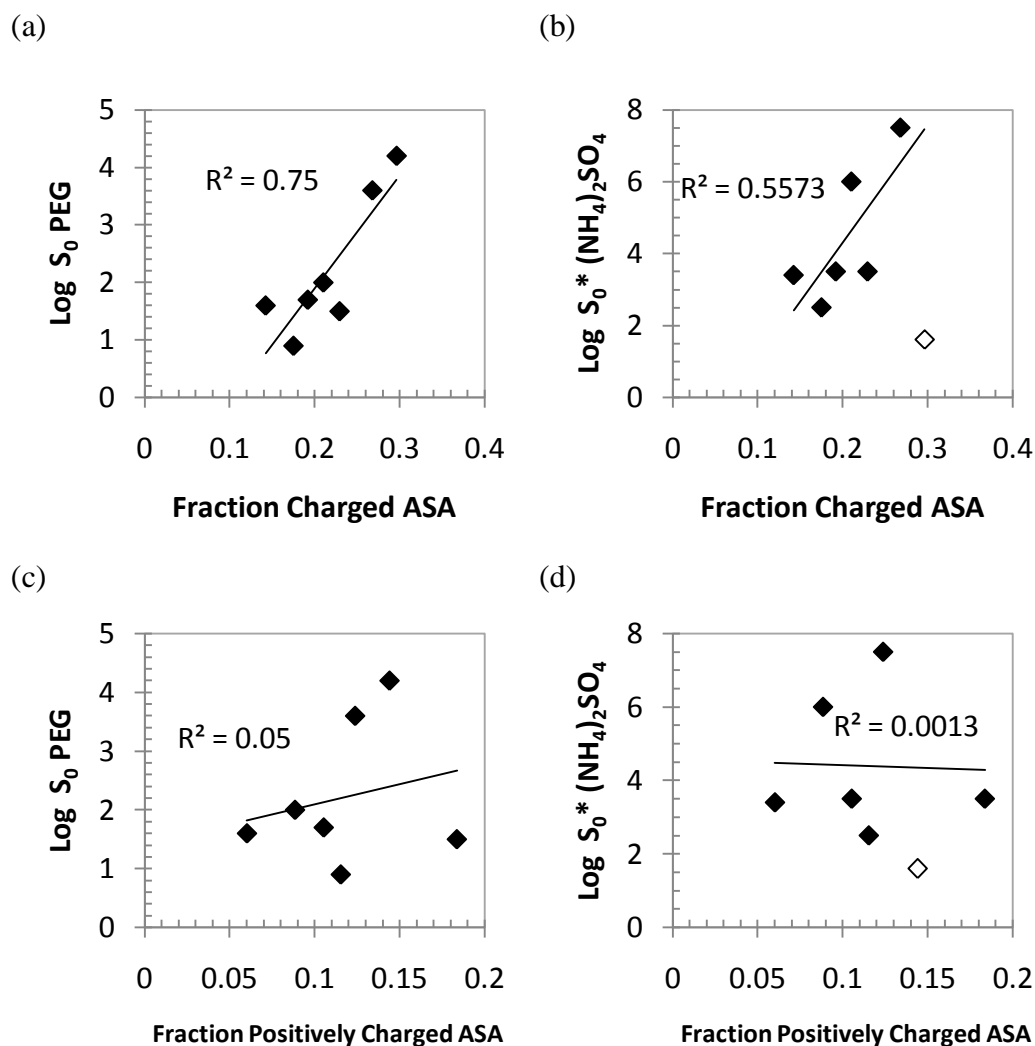 (a)
(b)
Log S₀ PEG
5
4
3
2
1
0
R² = 0.75
0 0.1 0.2 0.3 0.4
Fraction Charged ASA
Log S₀* (NH₄)₂SO₄
8
6
4
2
0
R² = 0.5573
0 0.1 0.2 0.3 0.4
Fraction Charged ASA
(c)
(d)
Log S₀ PEG
5
4
3
2
1
0
R² = 0.05
0 0.05 0.1 0.15 0.2
Fraction Positively Charged ASA
Log S₀* (NH₄)₂SO₄
8
6
4
2
0
R² = 0.0013
0 0.05 0.1 0.15 0.2
Fraction Positively Charged ASA